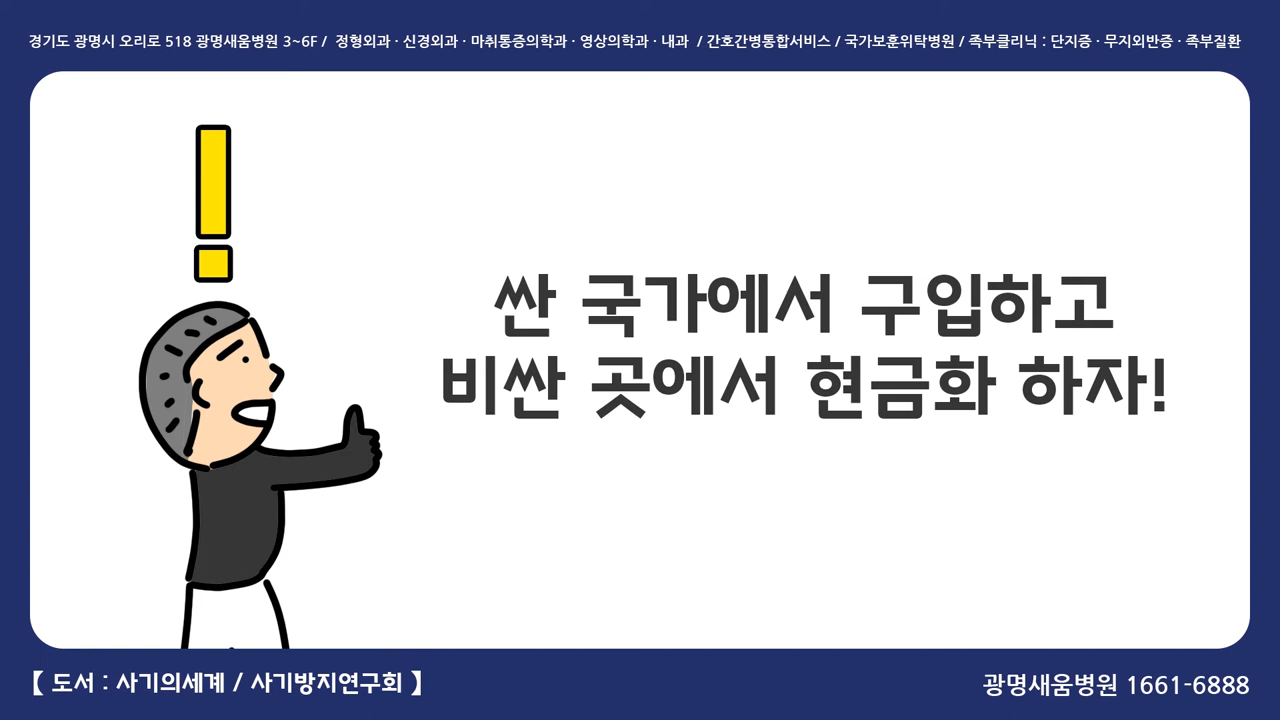 경기도 광명시 오리로 518 광명새움병원 3~6F / 정형외과 · 신경외과 · 마취통증의학과 · 영상의학과 · 내과 / 간호간병통합서비스 / 국가보훈위탁병원 / 족부클리닉 : 단지증 · 무지외반증 · 족부질환
싼 국가에서 구입하고
비싼 곳에서 현금화 하자!
【 도서 : 사기의세계 / 사기방지연구회 】
광명새움병원 1661-6888